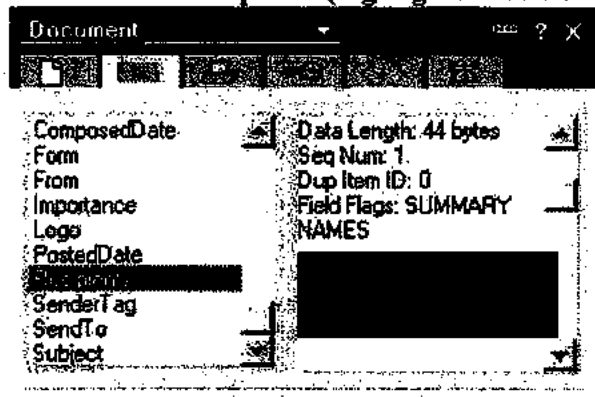 Document
? X
ComposedDate
Form
From
Importance
Logo
PostedDate
SenderTag
SendTo
Subject
Data Length: 44 bytes
Seq Num: 1
Dup Item ID: 0
Field Flags: SUMMARY
NAMES